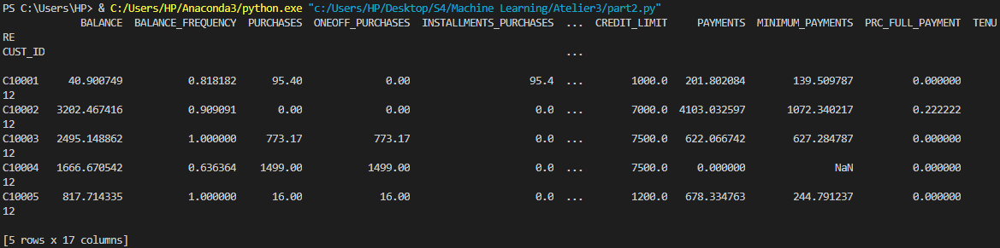 PS C:\Users\HP> & C:/Users/HP/Anaconda3/python.exe "c:/Users/HP/Desktop/S4/Machine Learning/Atelier3/part2.py"
BALANCE BALANCE_FREQUENCY PURCHASES ONEOFF_PURCHASES INSTALLMENTS_PURCHASES ... CREDIT_LIMIT PAYMENTS MINIMUM_PAYMENTS PRC_FULL_PAYMENT TENU
RE
CUST_ID ...
C10001 40.900749 0.818182 95.40 0.00 95.4 ... 1000.0 201.802084 139.509787 0.000000
12
C10002 3202.467416 0.909091 0.00 0.00 0.0 ... 7000.0 4103.032597 1072.340217 0.222222
12
C10003 2495.148862 1.000000 773.17 773.17 0.0 ... 7500.0 622.066742 627.284787 0.000000
12
C10004 1666.670542 0.636364 1499.00 1499.00 0.0 ... 7500.0 0.000000 NaN 0.000000
12
C10005 817.714335 1.000000 16.00 16.00 0.0 ... 1200.0 678.334763 244.791237 0.000000
12
[5 rows x 17 columns]